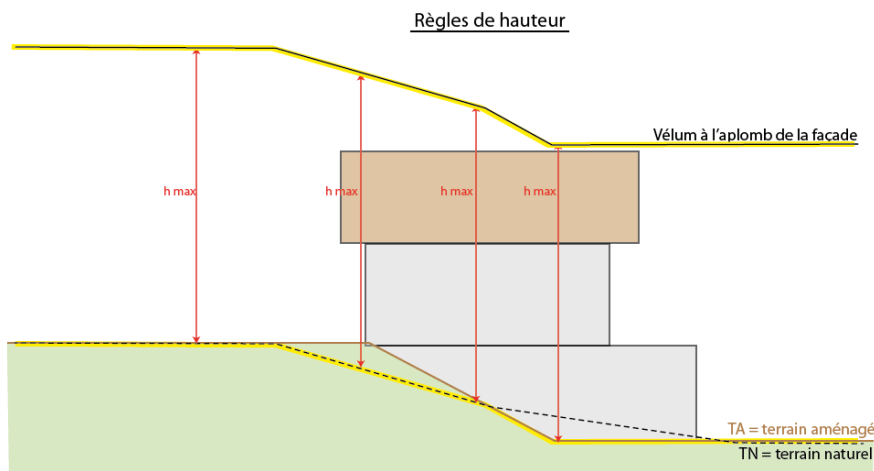 Règles de hauteur
Vélum à l'aplomb de la façade
h max
h max
h max
h max
TA = terrain aménagé
TN = terrain naturel